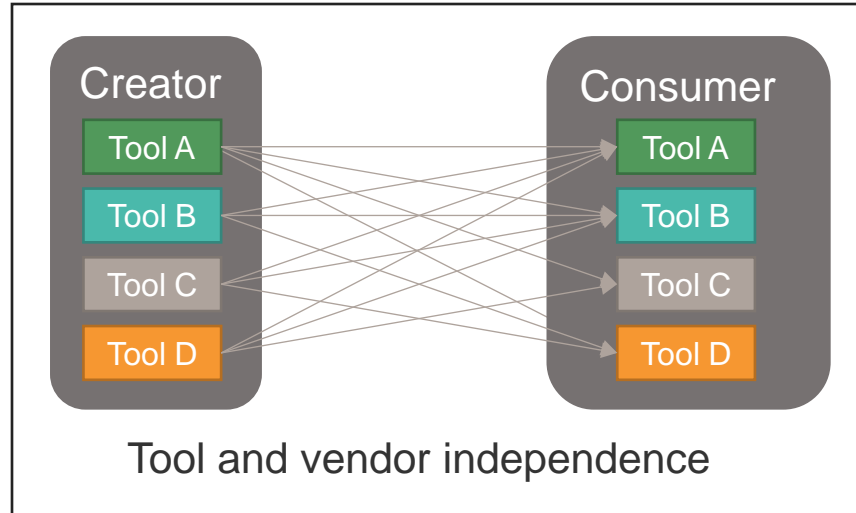 Creator
Tool A
Tool B
Tool C
Tool D
Consumer
Tool A
Tool B
Tool C
Tool D
Tool and vendor independence